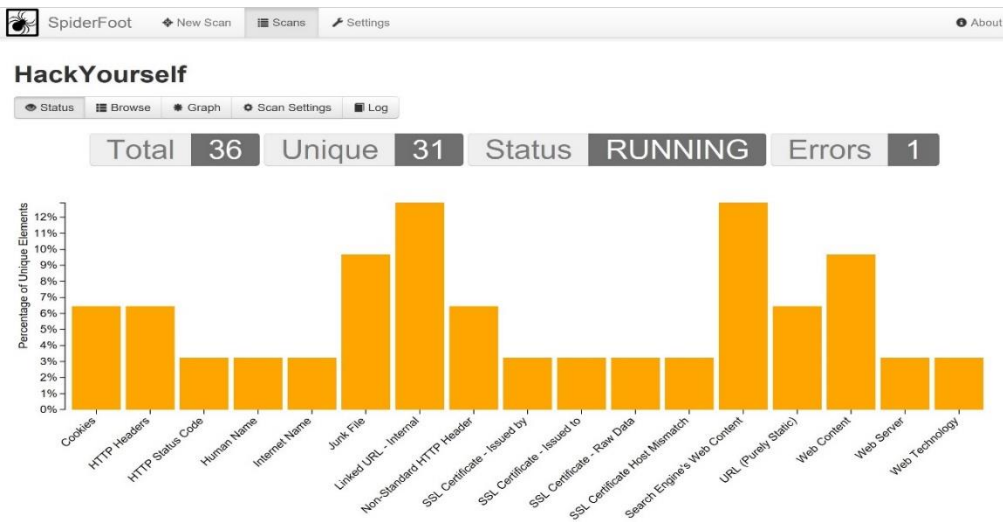 SpiderFoot New Scan Scans Settings About
HackYourself
Status Browse Graph Scan Settings Log
Total 36 Unique 31 Status RUNNING Errors 1
Percentage of Unique Elements
12%
11%
10%
9%
8%
7%
6%
5%
4%
3%
2%
1%
0%
Cookies
HTTP Headers
HTTP Status Code
Human Name
Internet Name
Junk File
Linked URL - Internal
Non-Standard HTTP Header
SSL Certificate - Issued by
SSL Certificate - Issued to
SSL Certificate - Raw Data
SSL Certificate Host Mismatch
Search Engine's Web Content
URL (Purely Static)
Web Content
Web Server
Web Technology